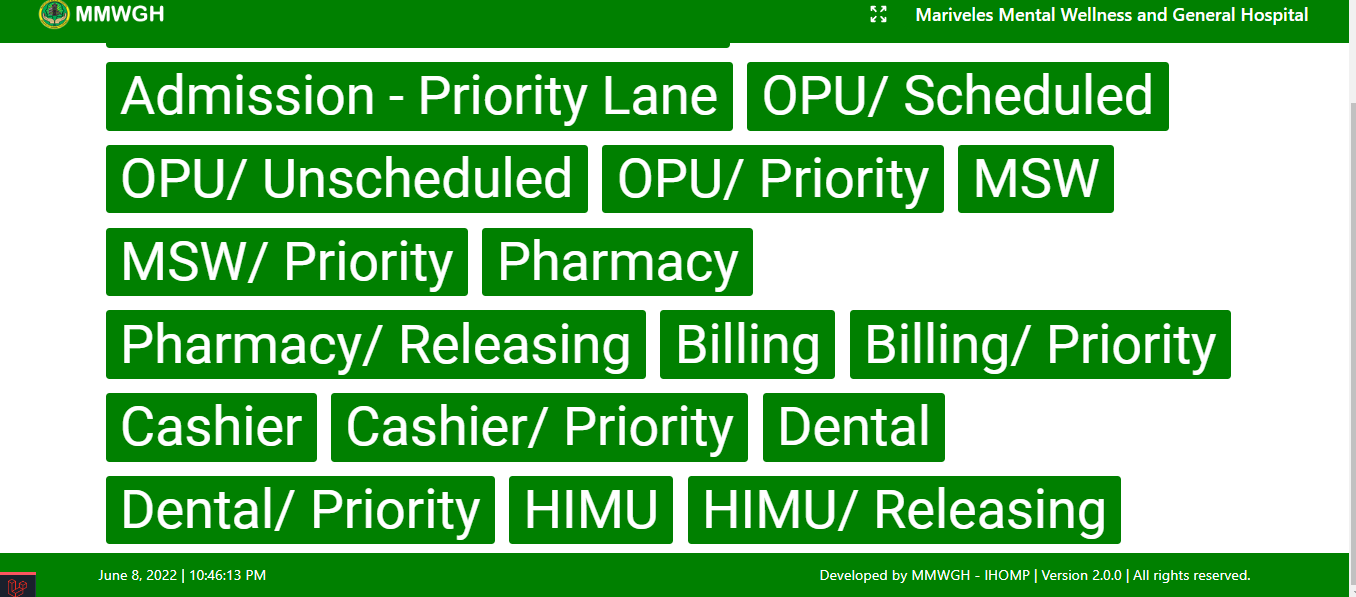 MMWGH Mariveles Mental Wellness and General Hospital
Admission - Priority Lane OPU/ Scheduled
OPU/ Unscheduled OPU/ Priority MSW
MSW/ Priority Pharmacy
Pharmacy/ Releasing Billing Billing/ Priority
Cashier Cashier/ Priority Dental
Dental/ Priority HIMU HIMU/ Releasing
June 8, 2022 | 10:46:13 PM Developed by MMWGH - IHOMP | Version 2.0.0 | All rights reserved.